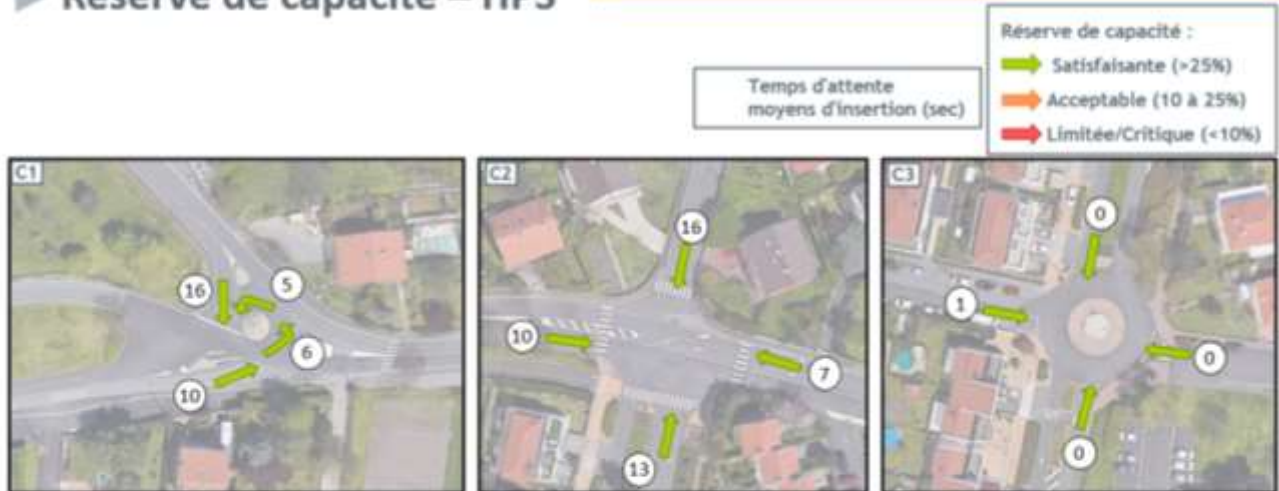 Réserve de capacité – HPS
Réserve de capacité :
Satisfaisante (>25%)
Acceptable (10 à 25%)
Limitée/Critique (<10%)
Temps d'attente
moyens d'insertion (sec)
C1
16
5
6
10
C2
16
10
7
13
C3
0
1
0
0